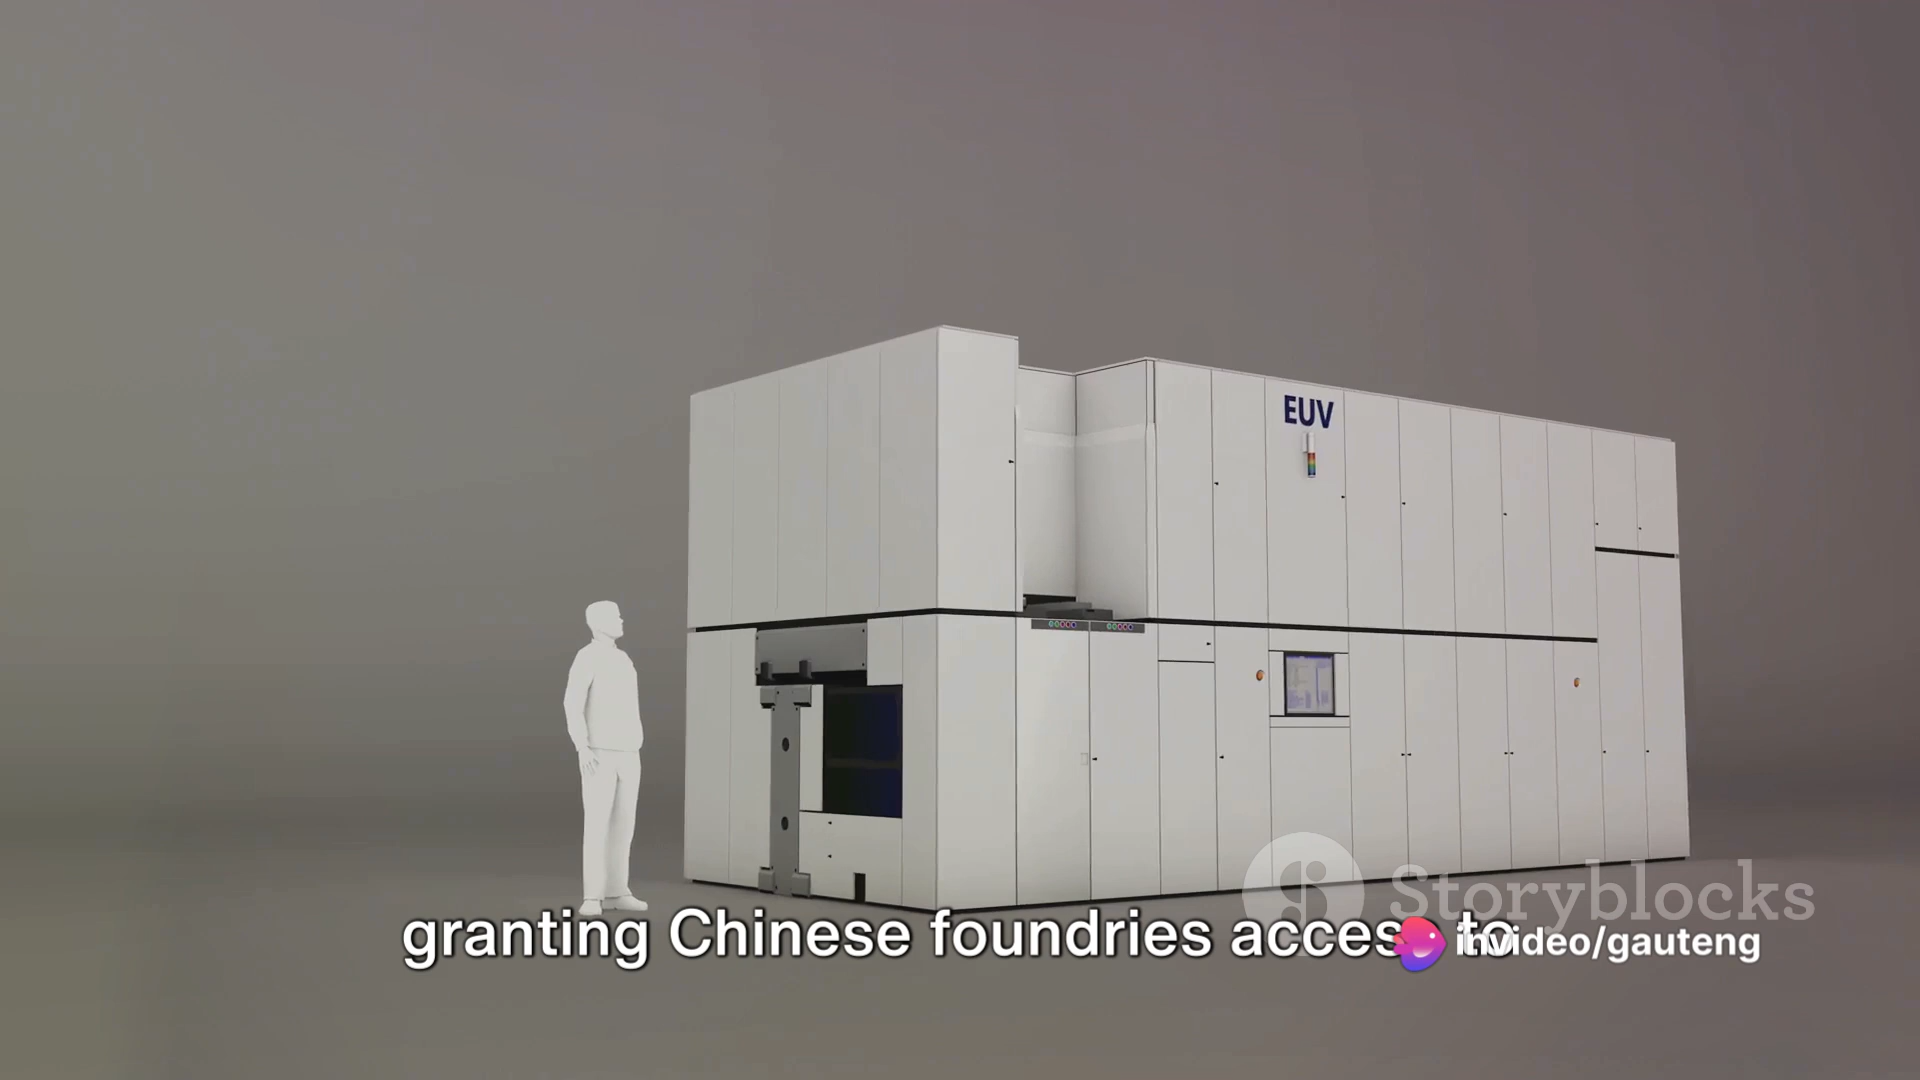 EUV
Storyblocks
granting Chinese foundries access to
invideo/gauteng